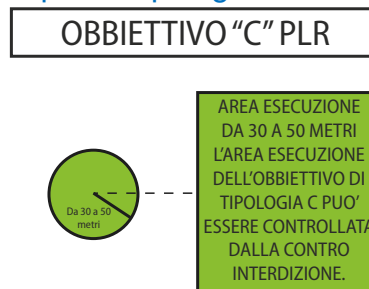 OBBIETTIVO “C” PLR
AREA ESECUZIONE
DA 30 A 50 METRI
L’AREA ESECUZIONE
DELL’OBBIETTIVO DI
TIPOLOGIA C PUO’
ESSERE CONTROLLATA
DALLA CONTRO
INTERDIZIONE.
Da 30 a 50
metri